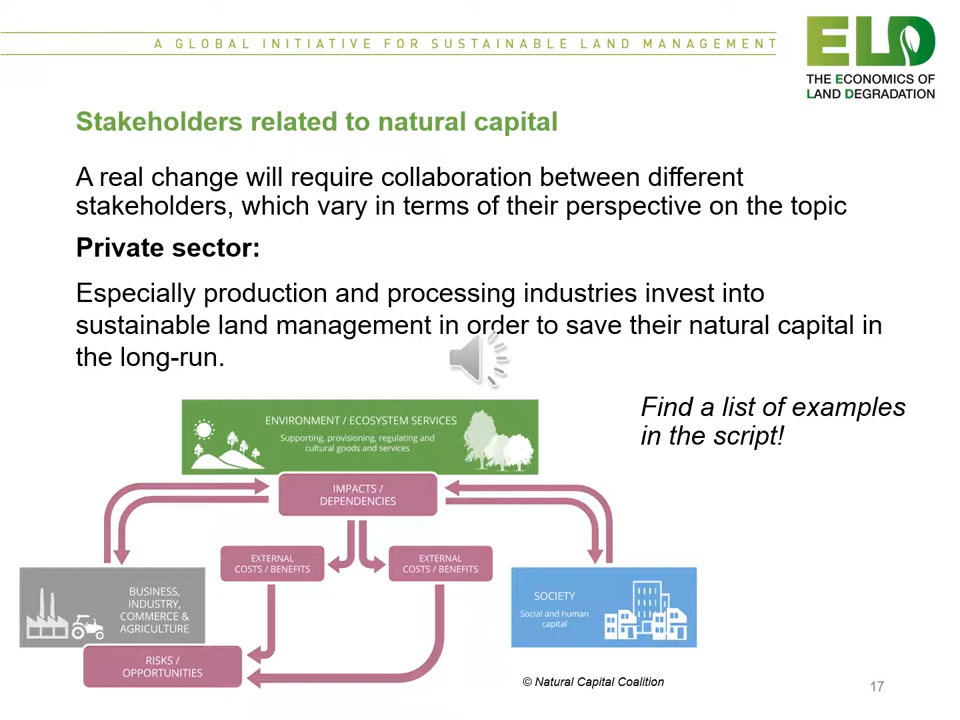 A GLOBAL INITIATIVE FOR SUSTAINABLE LAND MANAGEMENT
ELD
THE ECONOMICS OF
LAND DEGRADATION
Stakeholders related to natural capital
A real change will require collaboration between different
stakeholders, which vary in terms of their perspective on the topic
Private sector:
Especially production and processing industries invest into
sustainable land management in order to save their natural capital in
the long-run.
Find a list of examples
in the script!
ENVIRONMENT / ECOSYSTEM SERVICES
Supporting, provisioning, regulating and
cultural goods and services
IMPACTS /
DEPENDENCIES
EXTERNAL
COSTS / BENEFITS
EXTERNAL
COSTS / BENEFITS
BUSINESS,
INDUSTRY,
COMMERCE &
AGRICULTURE
SOCIETY
Social and human
capital
RISKS /
OPPORTUNITIES
© Natural Capital Coalition
17